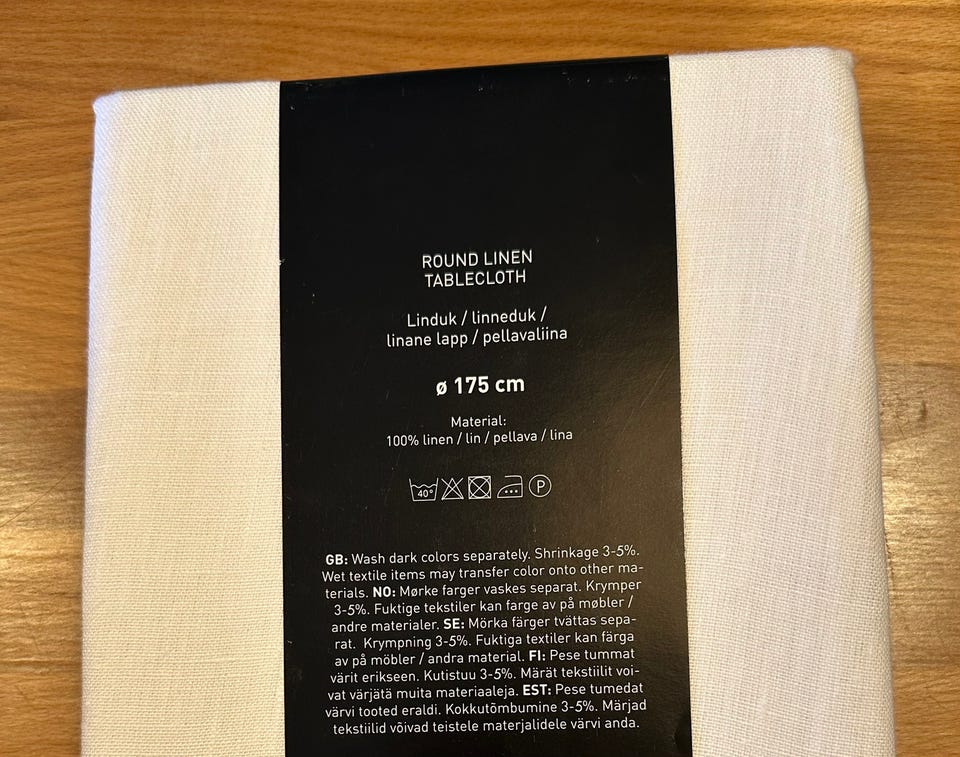 ROUND LINEN
TABLECLOTH
Linduk / linneduk /
linane lapp / pellavaliina
ø 175 cm
Material:
100% linen / lin / pellava / lina
40° P
GB: Wash dark colors separately. Shrinkage 3-5%.
Wet textile items may transfer color onto other ma-
terials. NO: Mørke farger vaskes separat. Krymper
3-5%. Fuktige tekstiler kan farge av på møbler /
andre materialer. SE: Mörka färger tvättas sepa-
rat. Krympning 3-5%. Fuktiga textiler kan färga
av på möbler / andra material. FI: Pese tummat
värit erikseen. Kutistuu 3-5%. Märät tekstiilit voi-
vat värjätä muita materiaaleja. EST: Pese tumedat
värvi tooted eraldi. Kokkutõmbumine 3-5%. Märjad
tekstiilid võivad teistele materjalidele värvi anda.